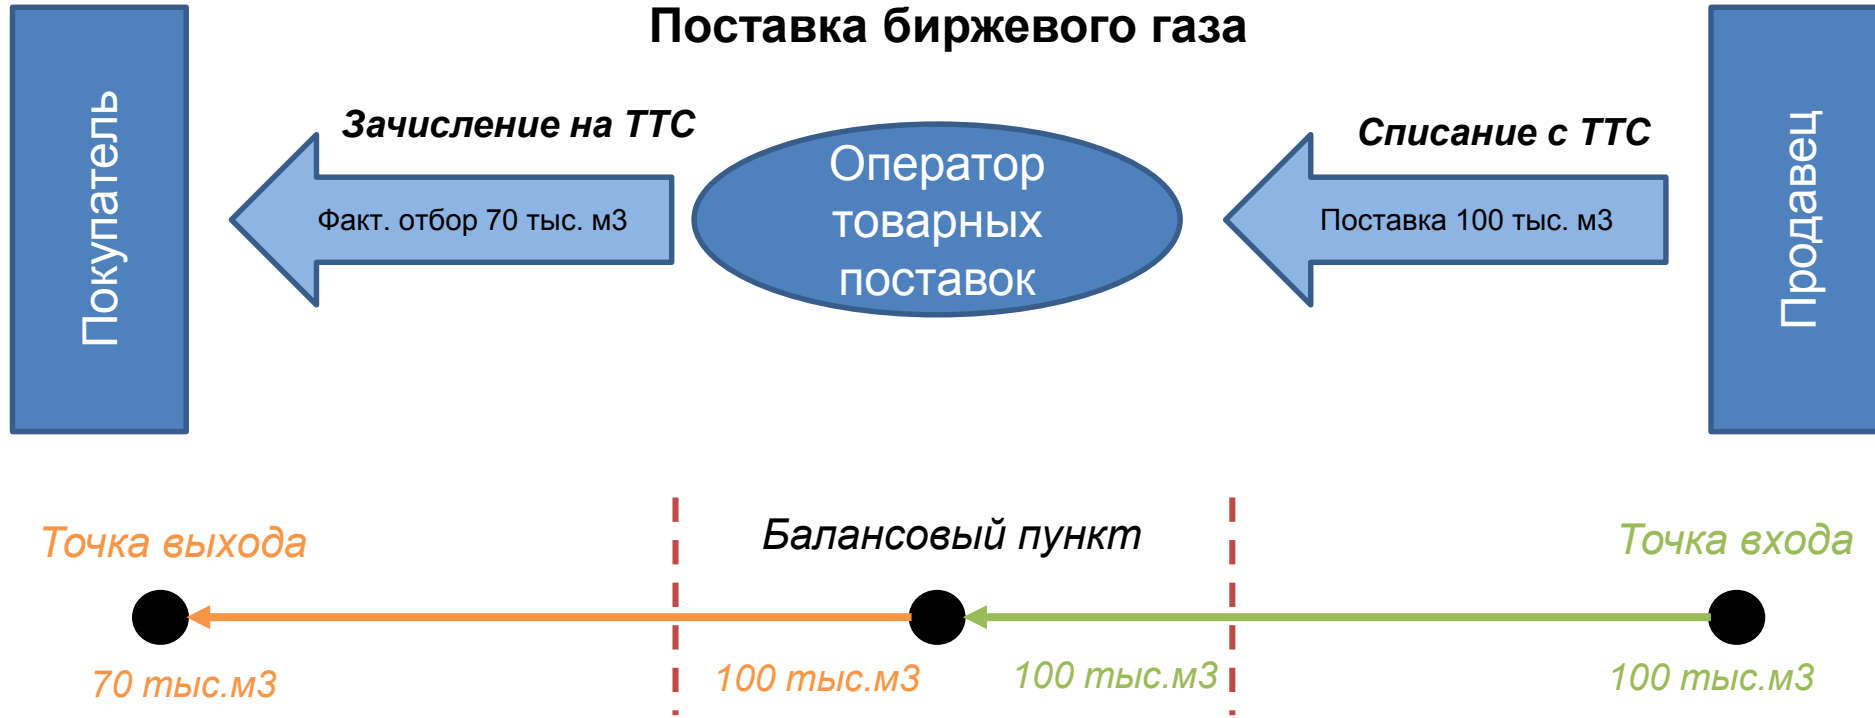 Поставка биржевого газа
Покупатель
Зачисление на ТТС
Факт. отбор 70 тыс. м3
Оператор
товарных
поставок
Списание с ТТС
Поставка 100 тыс. м3
Продавец
Точка выхода
Балансовый пункт
Точка входа
70 тыс.м3
100 тыс.м3
100 тыс.м3
100 тыс.м3